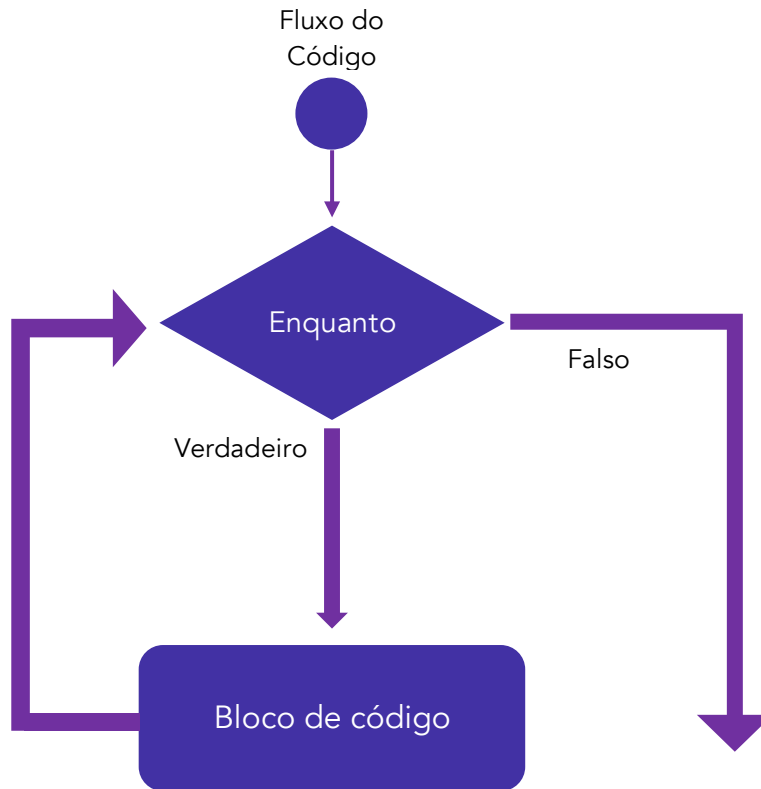 Fluxo do
Código
Enquanto
Falso
Verdadeiro
Bloco de código